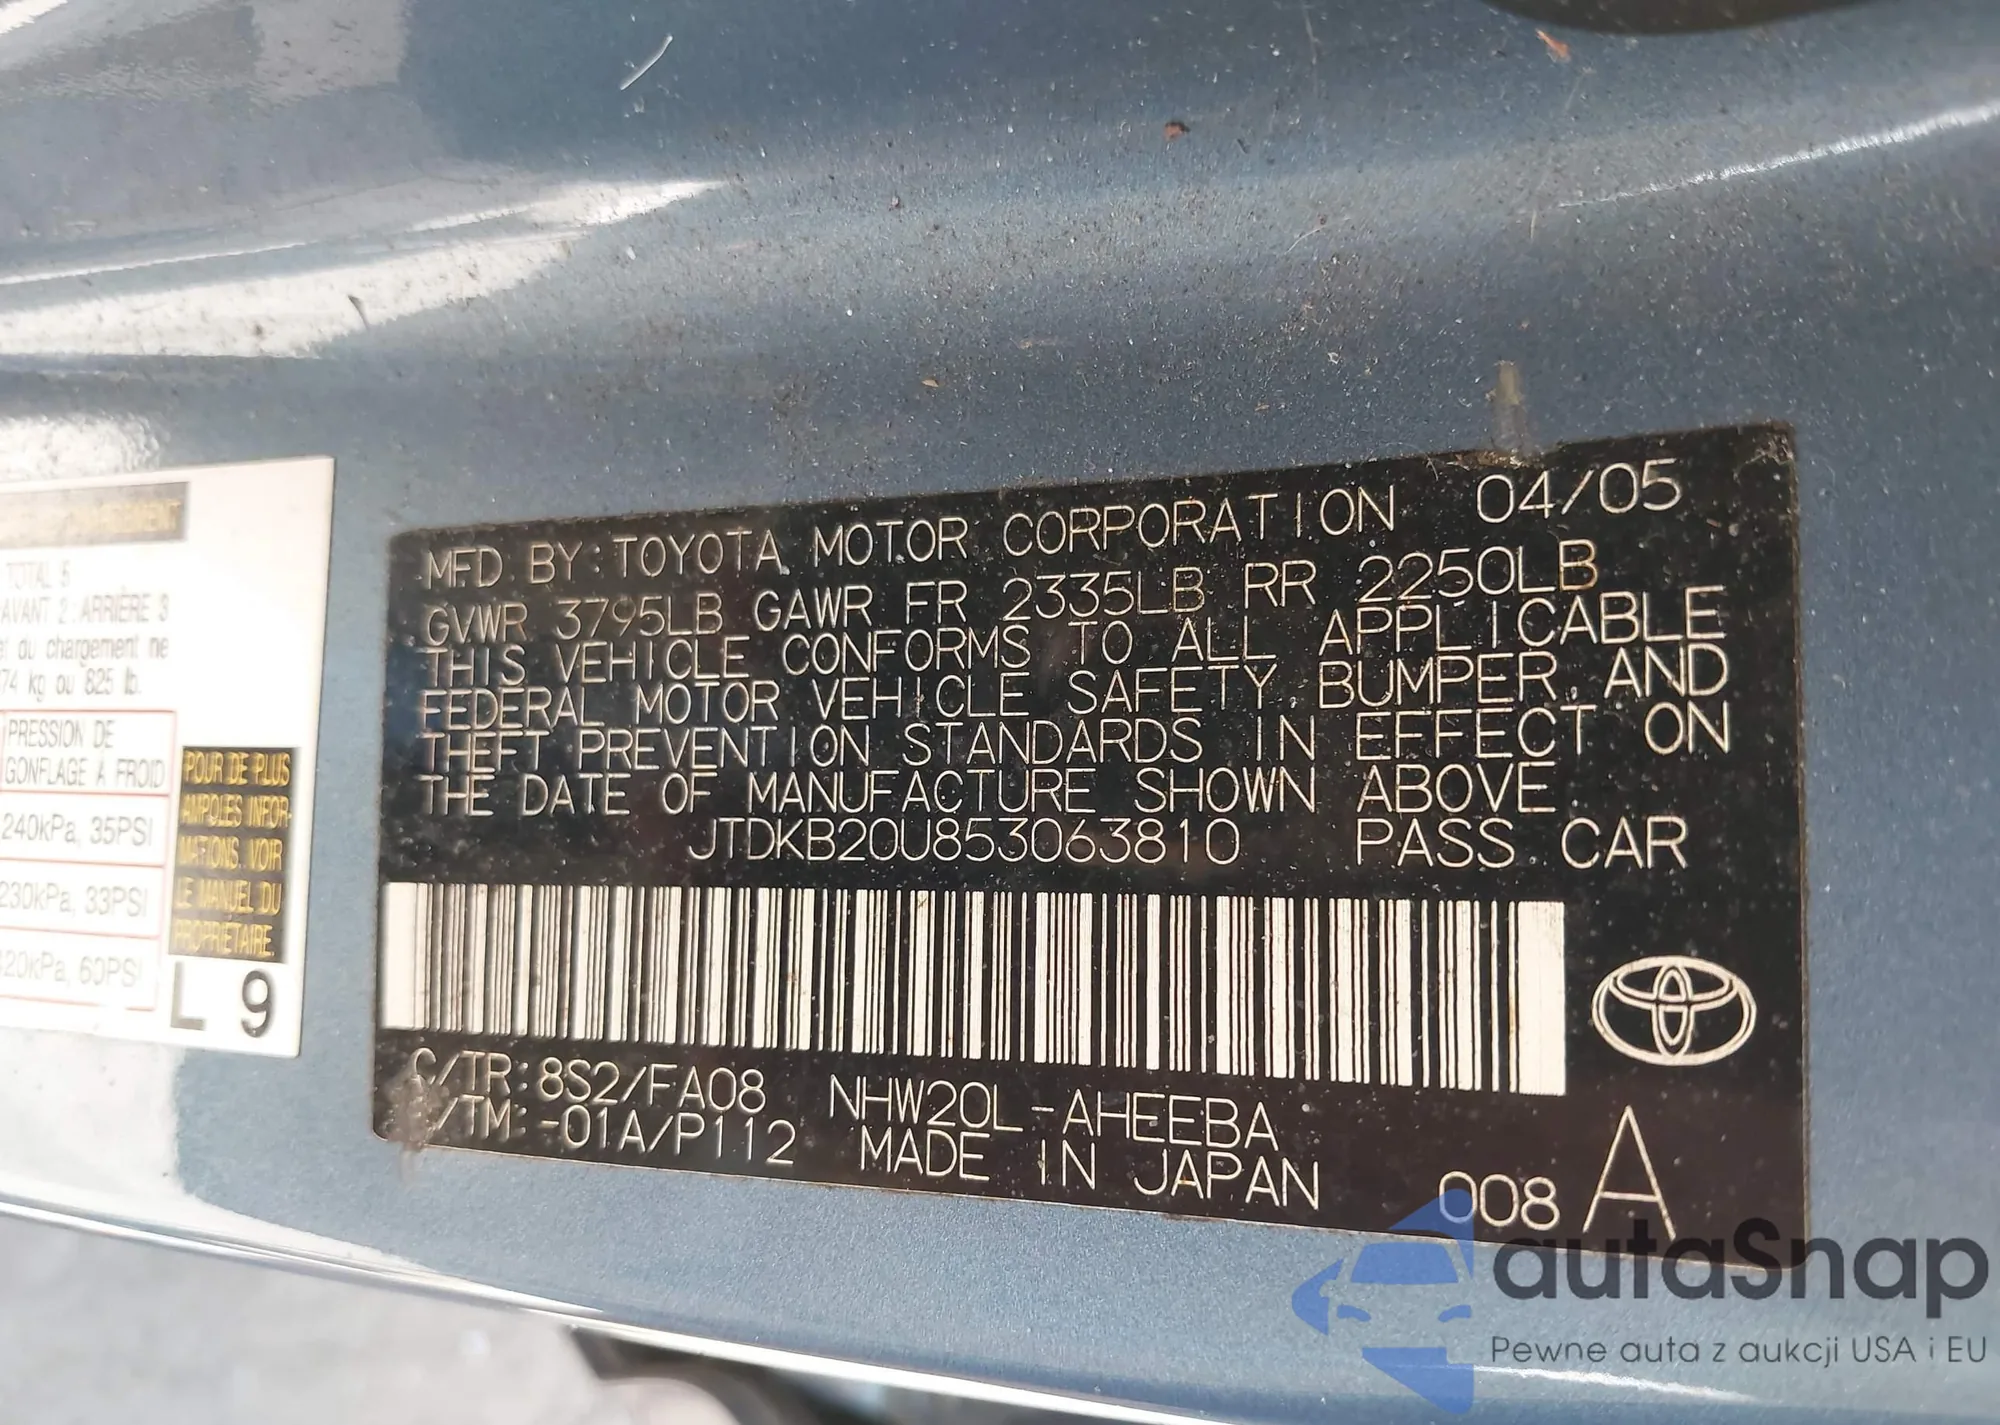 MFD BY:TOYOTA MOTOR CORPORATION 04/05
GVWR 3795LB GAWR FR 2335LB RR 2250LB
THIS VEHICLE CONFORMS TO ALL APPLICABLE
FEDERAL MOTOR VEHICLE SAFETY, BUMPER, AND
THEFT PREVENTION STANDARDS IN EFFECT ON
THE DATE OF MANUFACTURE SHOWN ABOVE
JTDKB20U853063810 PASS CAR
C/TR:8S2/FA08 NHW20L-AHEEBA
/TM:-01A/P112 MADE IN JAPAN
008 A
TOTAL 5
AVANT 2 : ARRIÈRE 3
et du chargement ne
74 kg ou 825 lb.
PRESSION DE
GONFLAGE À FROID
240kPa, 35PSI
230kPa, 33PSI
20kPa, 60PSI
POUR DE PLUS
AMPLES INFOR-
MATIONS, VOIR
LE MANUEL DU
PROPRIÉTAIRE.
L 9
autaSnap
Pewne auta z aukcji USA i EU